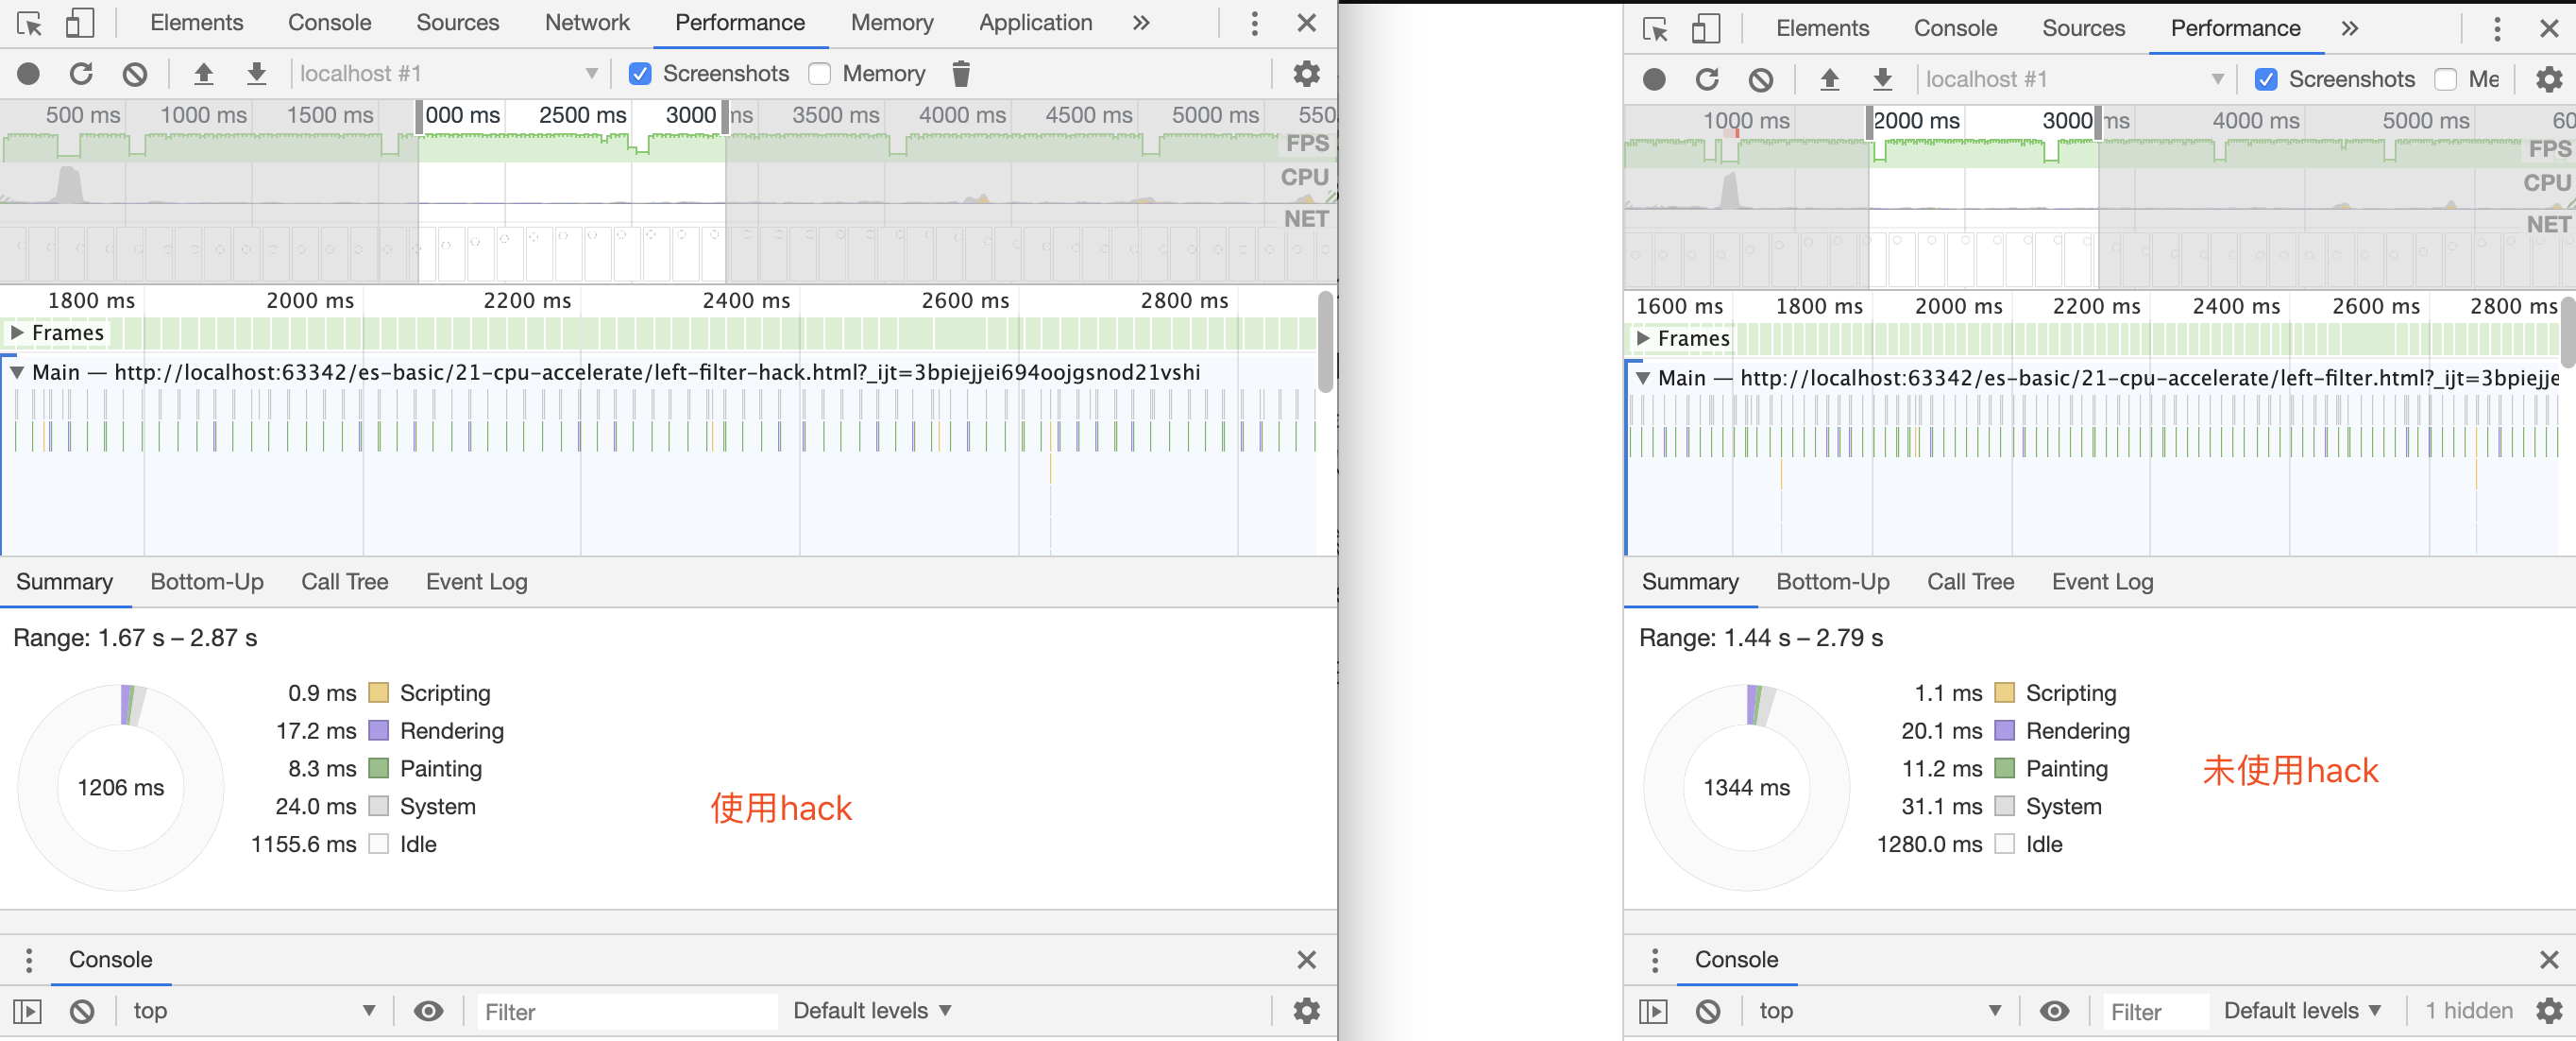 Elements Console Sources Network Performance Memory Application
localhost #1 Screenshots Memory
500 ms 1000 ms 1500 ms 000 ms 2500 ms 3000 ms 3500 ms 4000 ms 4500 ms 5000 ms 550
FPS
CPU
NET
1800 ms 2000 ms 2200 ms 2400 ms 2600 ms 2800 ms
Frames
Main — http://localhost:63342/es-basic/21-cpu-accelerate/left-filter-hack.html?_ijt=3bpiejjei694oojgsnod21vshi
Summary Bottom-Up Call Tree Event Log
Range: 1.67 s – 2.87 s
1206 ms
0.9 ms Scripting
17.2 ms Rendering
8.3 ms Painting
24.0 ms System
1155.6 ms Idle
使用hack
Console
top Filter Default levels
Elements Console Sources Performance
localhost #1 Screenshots Me
1000 ms 2000 ms 3000 ms 4000 ms 5000 ms 60
FPS
CPU
NET
1600 ms 1800 ms 2000 ms 2200 ms 2400 ms 2600 ms 2800 ms
Frames
Main — http://localhost:63342/es-basic/21-cpu-accelerate/left-filter.html?_ijt=3bpiejje
Summary Bottom-Up Call Tree Event Log
Range: 1.44 s – 2.79 s
1344 ms
1.1 ms Scripting
20.1 ms Rendering
11.2 ms Painting
31.1 ms System
1280.0 ms Idle
未使用hack
Console
top Filter Default levels 1 hidden